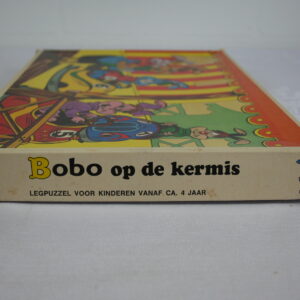 Bobo op de kermis
LEGPUZZEL VOOR KINDEREN VANAF CA. 4 JAAR